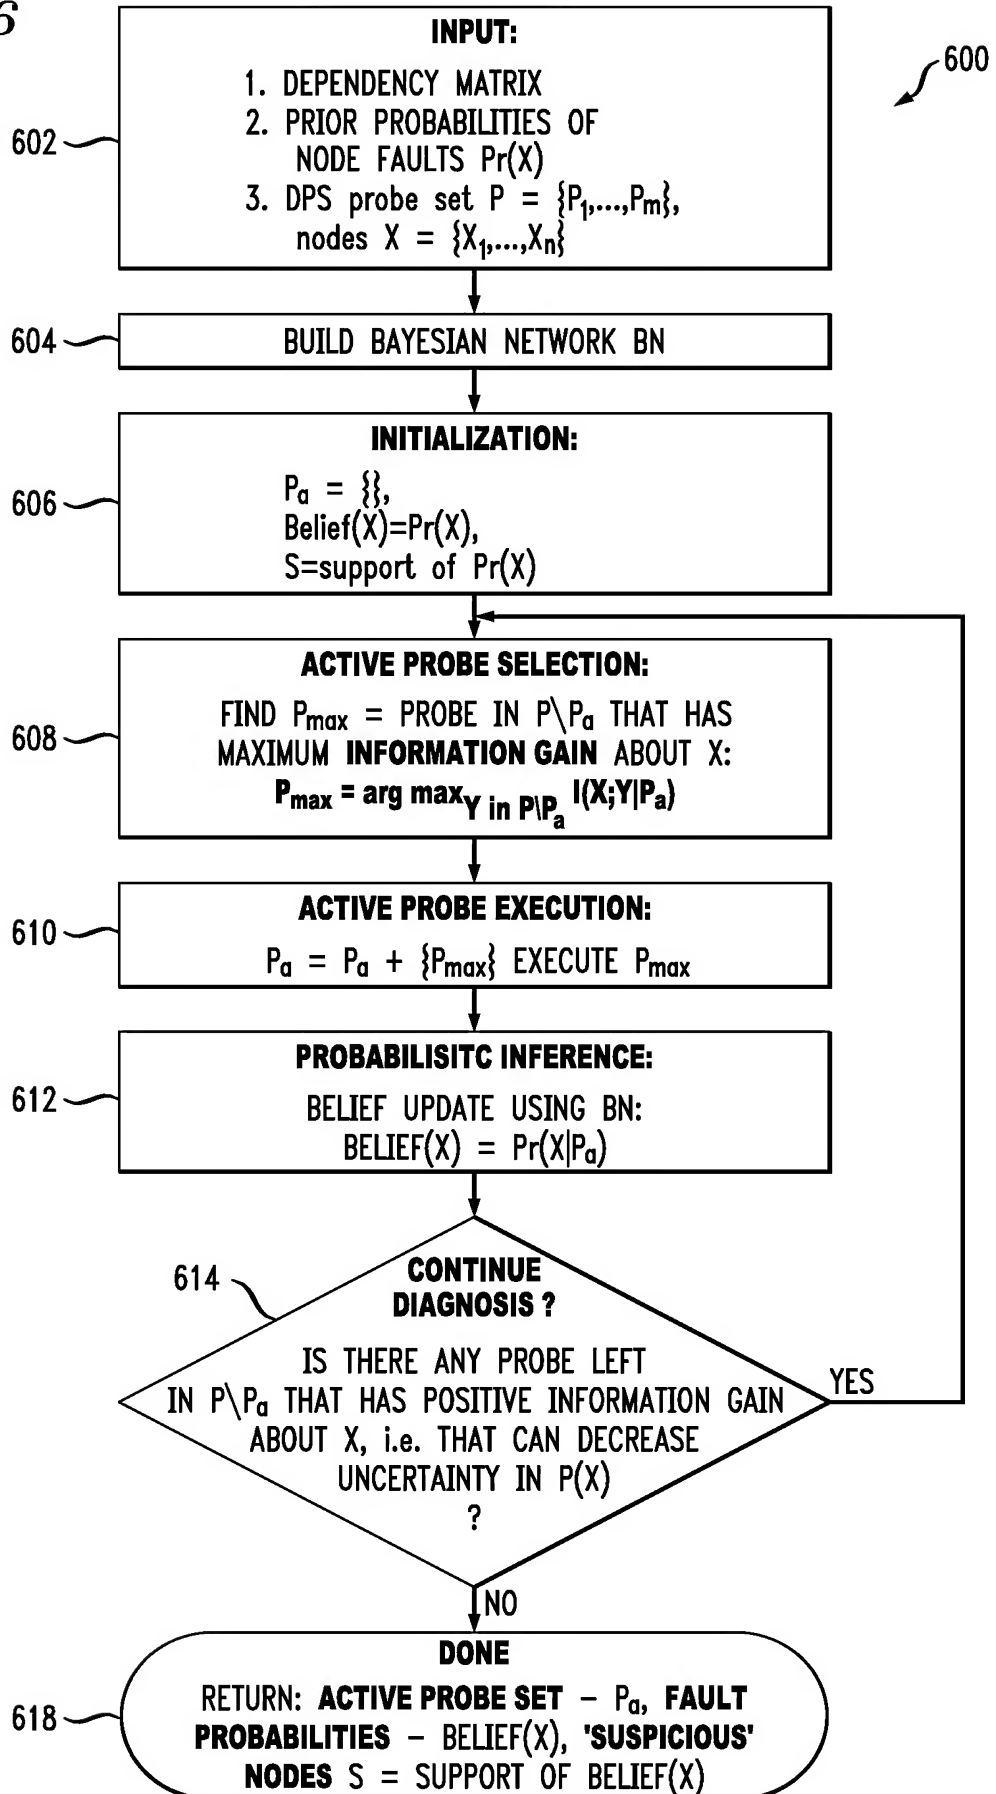 6
600
INPUT:
1. DEPENDENCY MATRIX
2. PRIOR PROBABILITIES OF
NODE FAULTS Pr(X)
3. DPS probe set P = {P1,...,Pm},
nodes X = {X1,...,Xn}
602
BUILD BAYESIAN NETWORK BN
604
INITIALIZATION:
Pa = {},
Belief(X)=Pr(X),
S=support of Pr(X)
606
ACTIVE PROBE SELECTION:
FIND Pmax = PROBE IN P\Pa THAT HAS
MAXIMUM INFORMATION GAIN ABOUT X:
Pmax = arg maxY in P\Pa I(X;Y|Pa)
608
ACTIVE PROBE EXECUTION:
Pa = Pa + {Pmax} EXECUTE Pmax
610
PROBABILISITC INFERENCE:
BELIEF UPDATE USING BN:
BELIEF(X) = Pr(X|Pa)
612
614
CONTINUE
DIAGNOSIS ?
IS THERE ANY PROBE LEFT
IN P\Pa THAT HAS POSITIVE INFORMATION GAIN
ABOUT X, i.e. THAT CAN DECREASE
UNCERTAINTY IN P(X)
?
YES
NO
DONE
RETURN: ACTIVE PROBE SET – Pa, FAULT
PROBABILITIES – BELIEF(X), 'SUSPICIOUS'
NODES S = SUPPORT OF BELIEF(X)
618